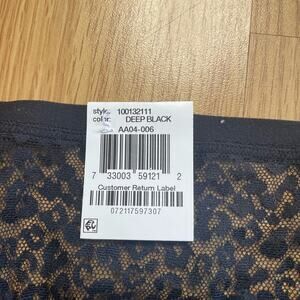 style: 100132111
color: DEEP BLACK
AA04-006
7 33003 59121 2
Customer Return Label
072117597307